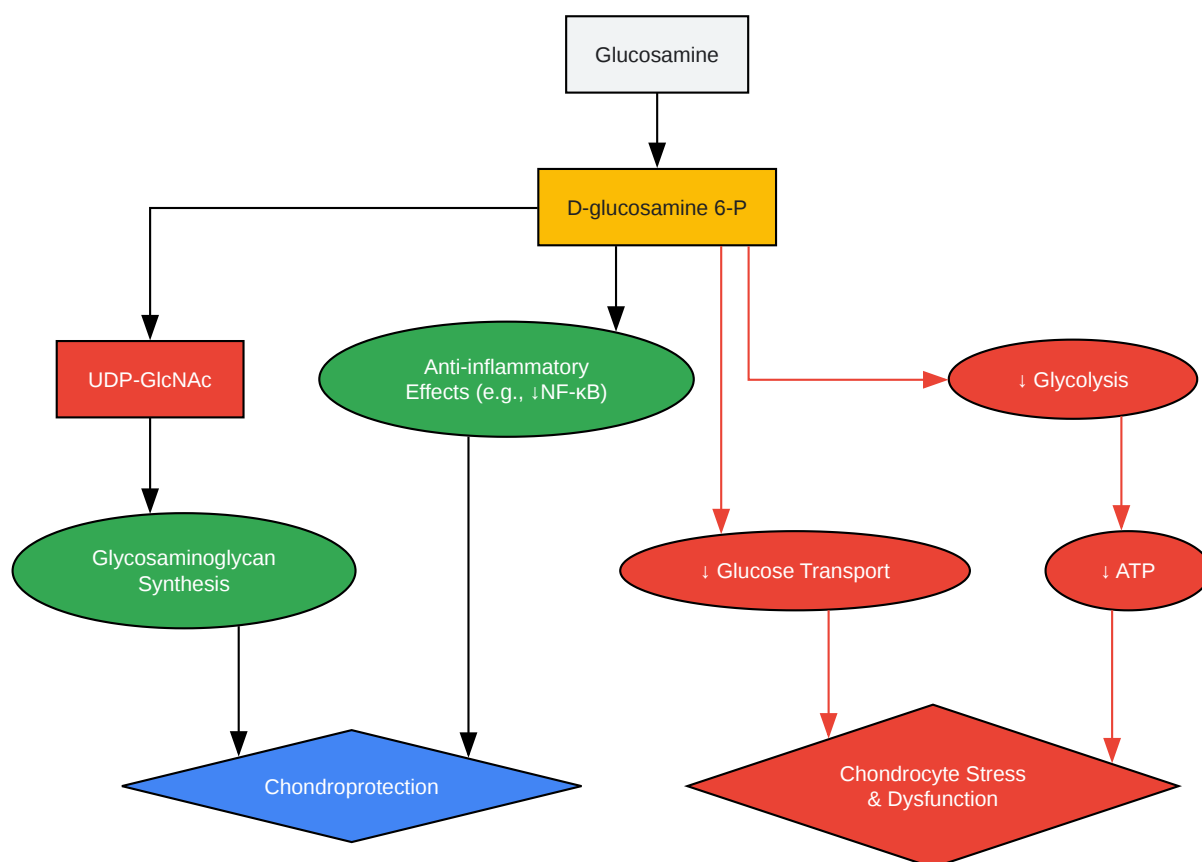 Glucosamine
D-glucosamine 6-P
UDP-GlcNAc
Anti-inflammatory
Effects (e.g., ↓NF-κB)
↓ Glycolysis
Glycosaminoglycan
Synthesis
↓ Glucose Transport
↓ ATP
Chondroprotection
Chondrocyte Stress
& Dysfunction